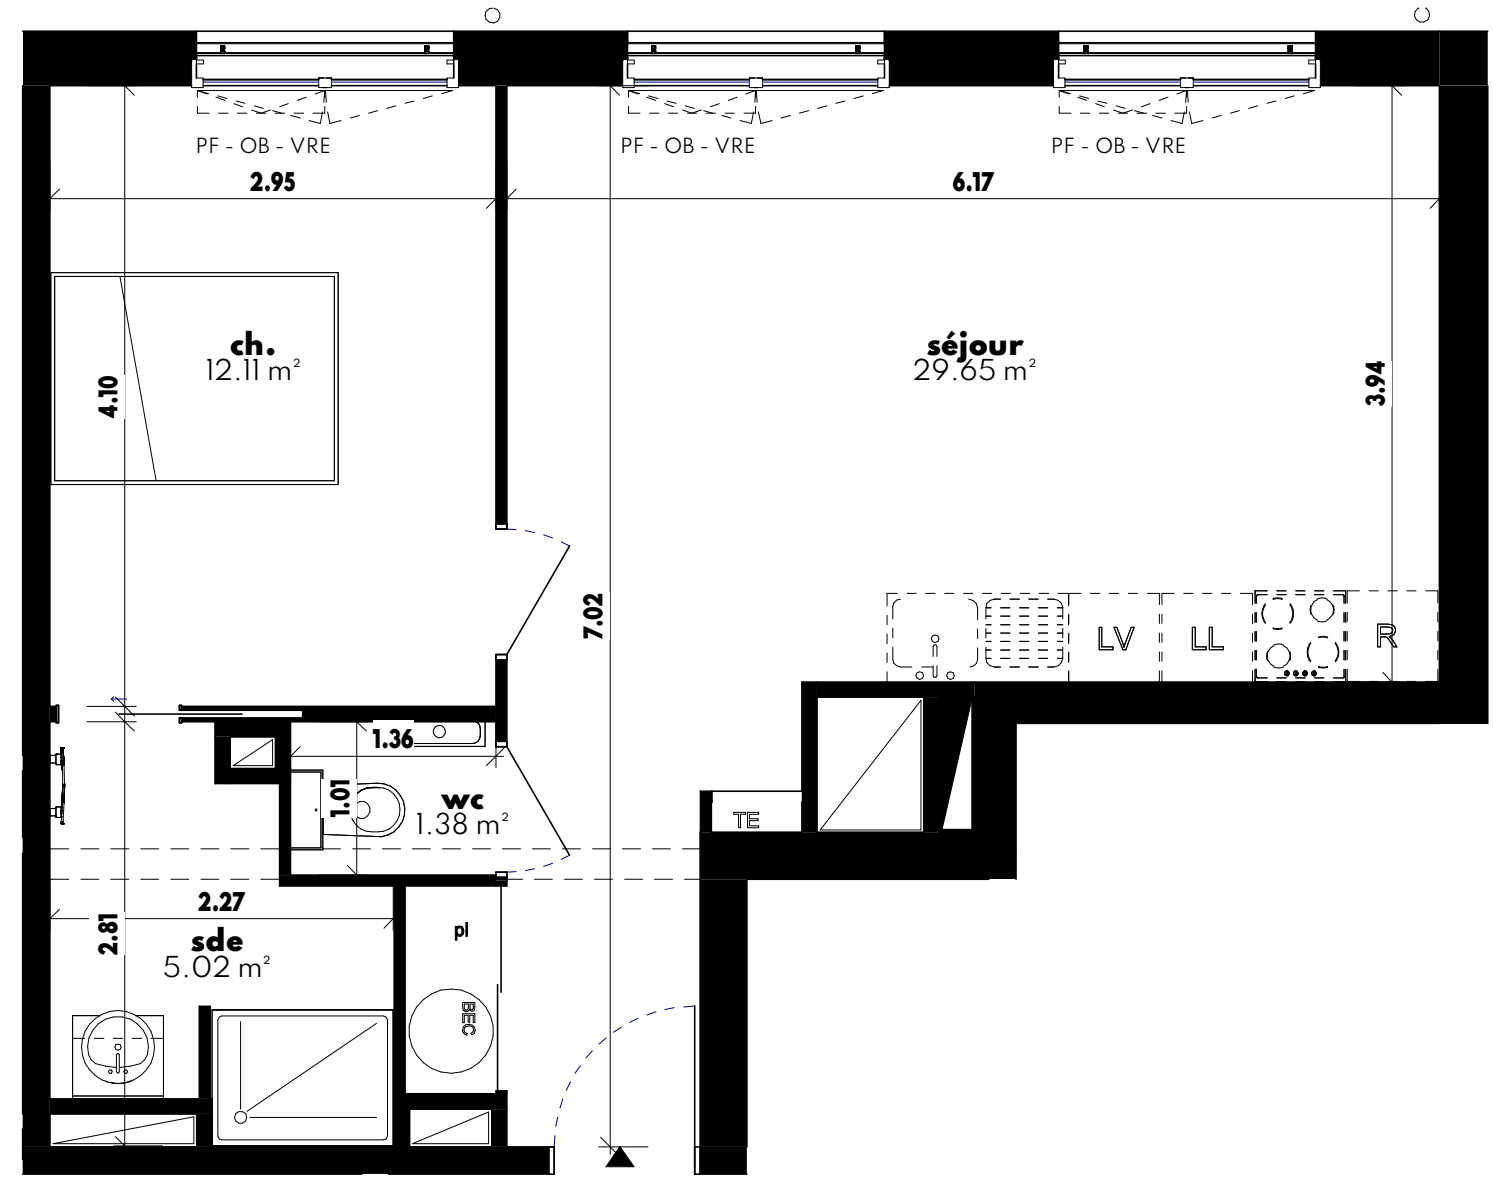 PF - OB - VRE
PF - OB - VRE
PF - OB - VRE
2.95
6.17
ch.
12.11 m²
séjour
29.65 m²
4.10
3.94
7.02
LV
LL
R
1.36
1.01
wc
1.38 m²
TE
2.27
2.81
sde
5.02 m²
pl
BEC